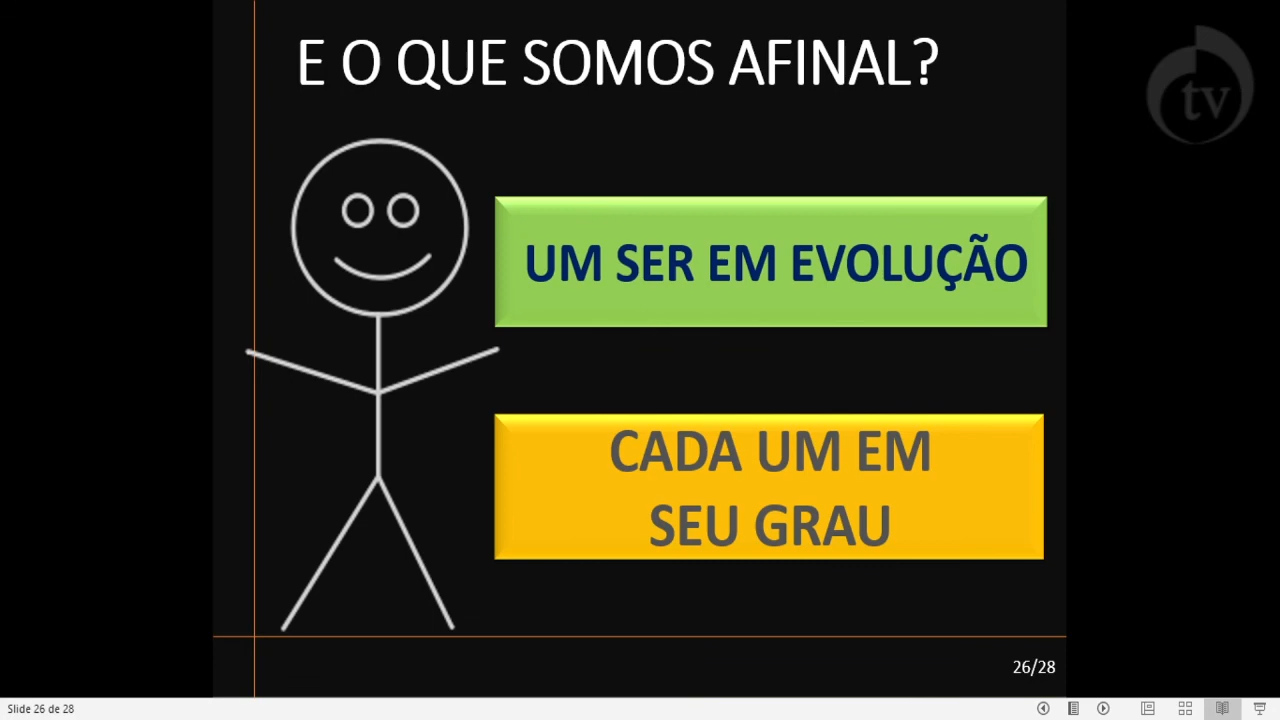 E O QUE SOMOS AFINAL?
tv
UM SER EM EVOLUÇÃO
CADA UM EM
SEU GRAU
26/28
Slide 26 de 28